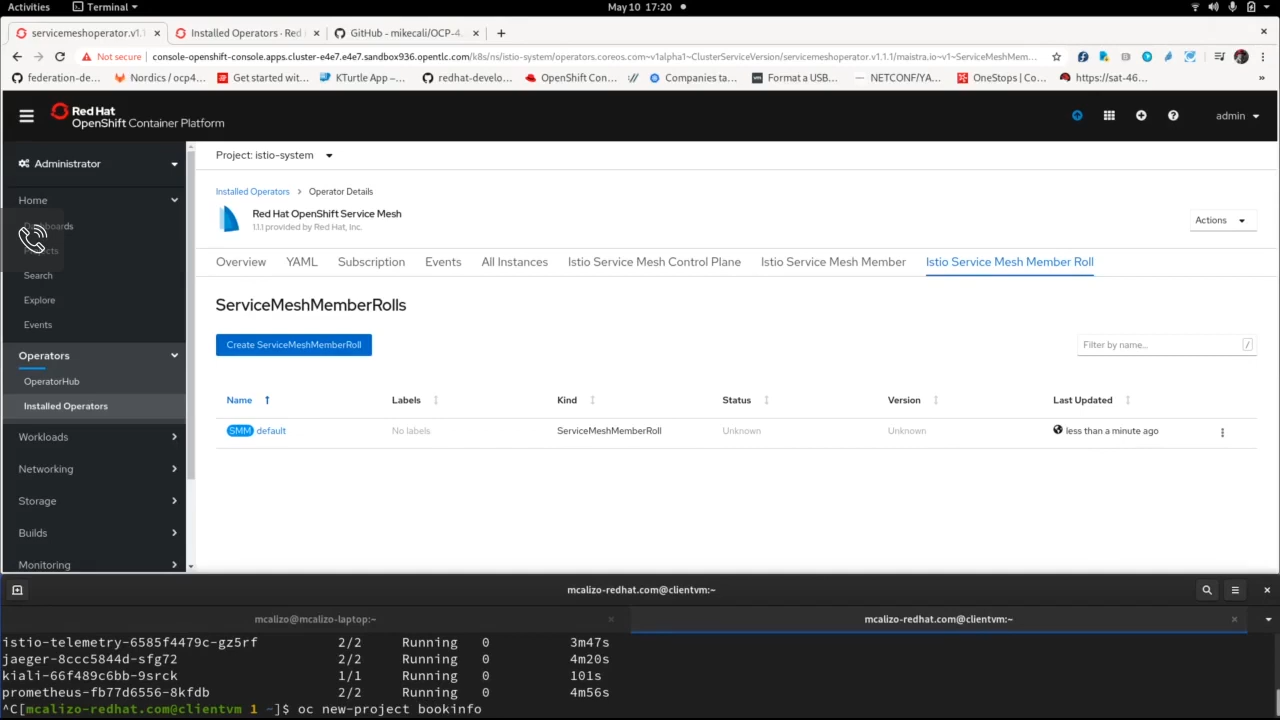 Activities Terminal May 10 17:20
servicemeshoperator.v1.1 Installed Operators · Red GitHub - mikecali/OCP-4.
Not secure console-openshift-console.apps.cluster-e4e7.e4e7.sandbox936.opentlc.com/k8s/ns/istio-system/operators.coreos.com~v1alpha1~ClusterServiceVersion/servicemeshoperator.v1.1.1/maistra.io~v1~ServiceMeshMem...
federation-de... Nordics / ocp4... Get started wit... KTurtle App –... redhat-develo... OpenShift Con... Companies ta... Format a USB... NETCONF/YA... OneStops | Co... https://sat-46... »
Red Hat
OpenShift Container Platform
admin
Administrator
Home
Dashboards
Projects
Search
Explore
Events
Operators
OperatorHub
Installed Operators
Workloads
Networking
Storage
Builds
Monitoring
Project: istio-system
Installed Operators > Operator Details
Red Hat OpenShift Service Mesh
1.1.1 provided by Red Hat, Inc.
Actions
Overview YAML Subscription Events All Instances Istio Service Mesh Control Plane Istio Service Mesh Member Istio Service Mesh Member Roll
ServiceMeshMemberRolls
Create ServiceMeshMemberRoll
Filter by name... /
Name Labels Kind Status Version Last Updated
SMM default No labels ServiceMeshMemberRoll Unknown Unknown less than a minute ago
mcalizo-redhat.com@clientvm:~
mcalizo@mcalizo-laptop:~ mcalizo-redhat.com@clientvm:~
istio-telemetry-6585f4479c-gz5rf 2/2 Running 0 3m47s
jaeger-8ccc5844d-sfg72 2/2 Running 0 4m20s
kiali-66f489c6bb-9srck 1/1 Running 0 101s
prometheus-fb77d6556-8kfdb 2/2 Running 0 4m56s
^C[mcalizo-redhat.com@clientvm 1 ~]$ oc new-project bookinfo